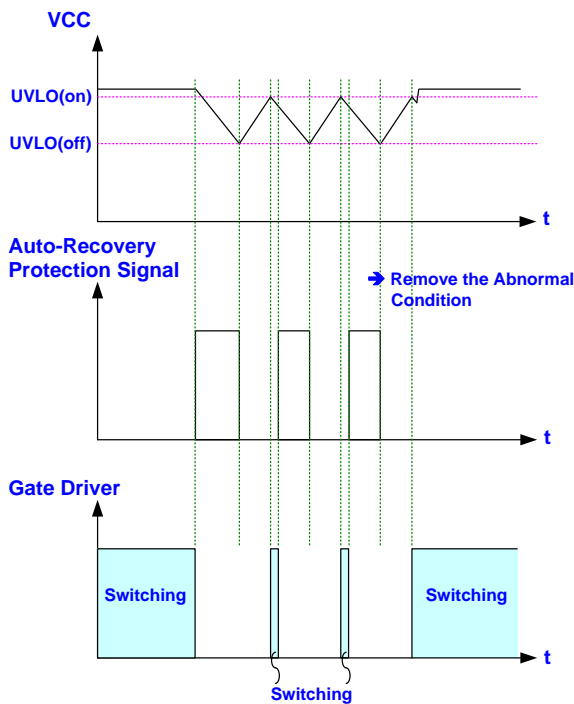 VCC
UVLO(on)
UVLO(off)
t
Auto-Recovery
Protection Signal
➔ Remove the Abnormal
Condition
t
Gate Driver
Switching
Switching
t
Switching